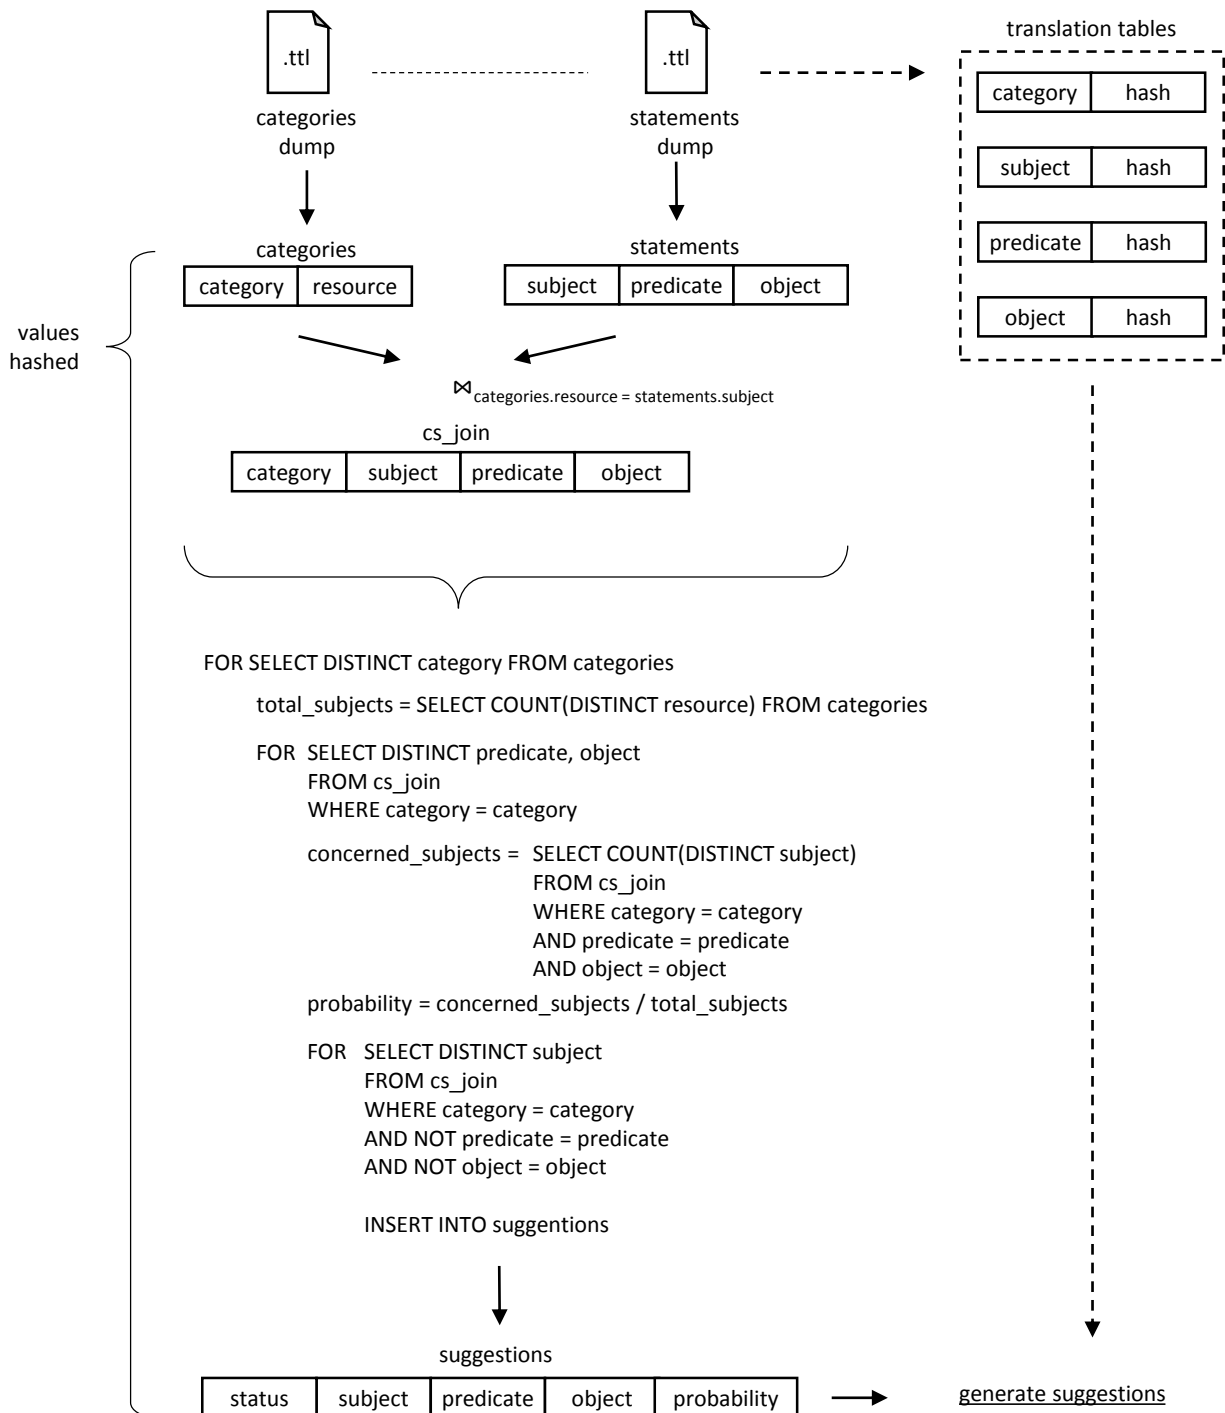 translation tables
.ttl
.ttl
categories
dump
statements
dump
category hash
subject hash
predicate hash
object hash
values
hashed
categories
category resource
statements
subject predicate object
⋈ categories.resource = statements.subject
cs_join
category subject predicate object
FOR SELECT DISTINCT category FROM categories
total_subjects = SELECT COUNT(DISTINCT resource) FROM categories
FOR SELECT DISTINCT predicate, object
FROM cs_join
WHERE category = category
concerned_subjects = SELECT COUNT(DISTINCT subject)
FROM cs_join
WHERE category = category
AND predicate = predicate
AND object = object
probability = concerned_subjects / total_subjects
FOR SELECT DISTINCT subject
FROM cs_join
WHERE category = category
AND NOT predicate = predicate
AND NOT object = object
INSERT INTO suggentions
suggestions
status subject predicate object probability
generate suggestions